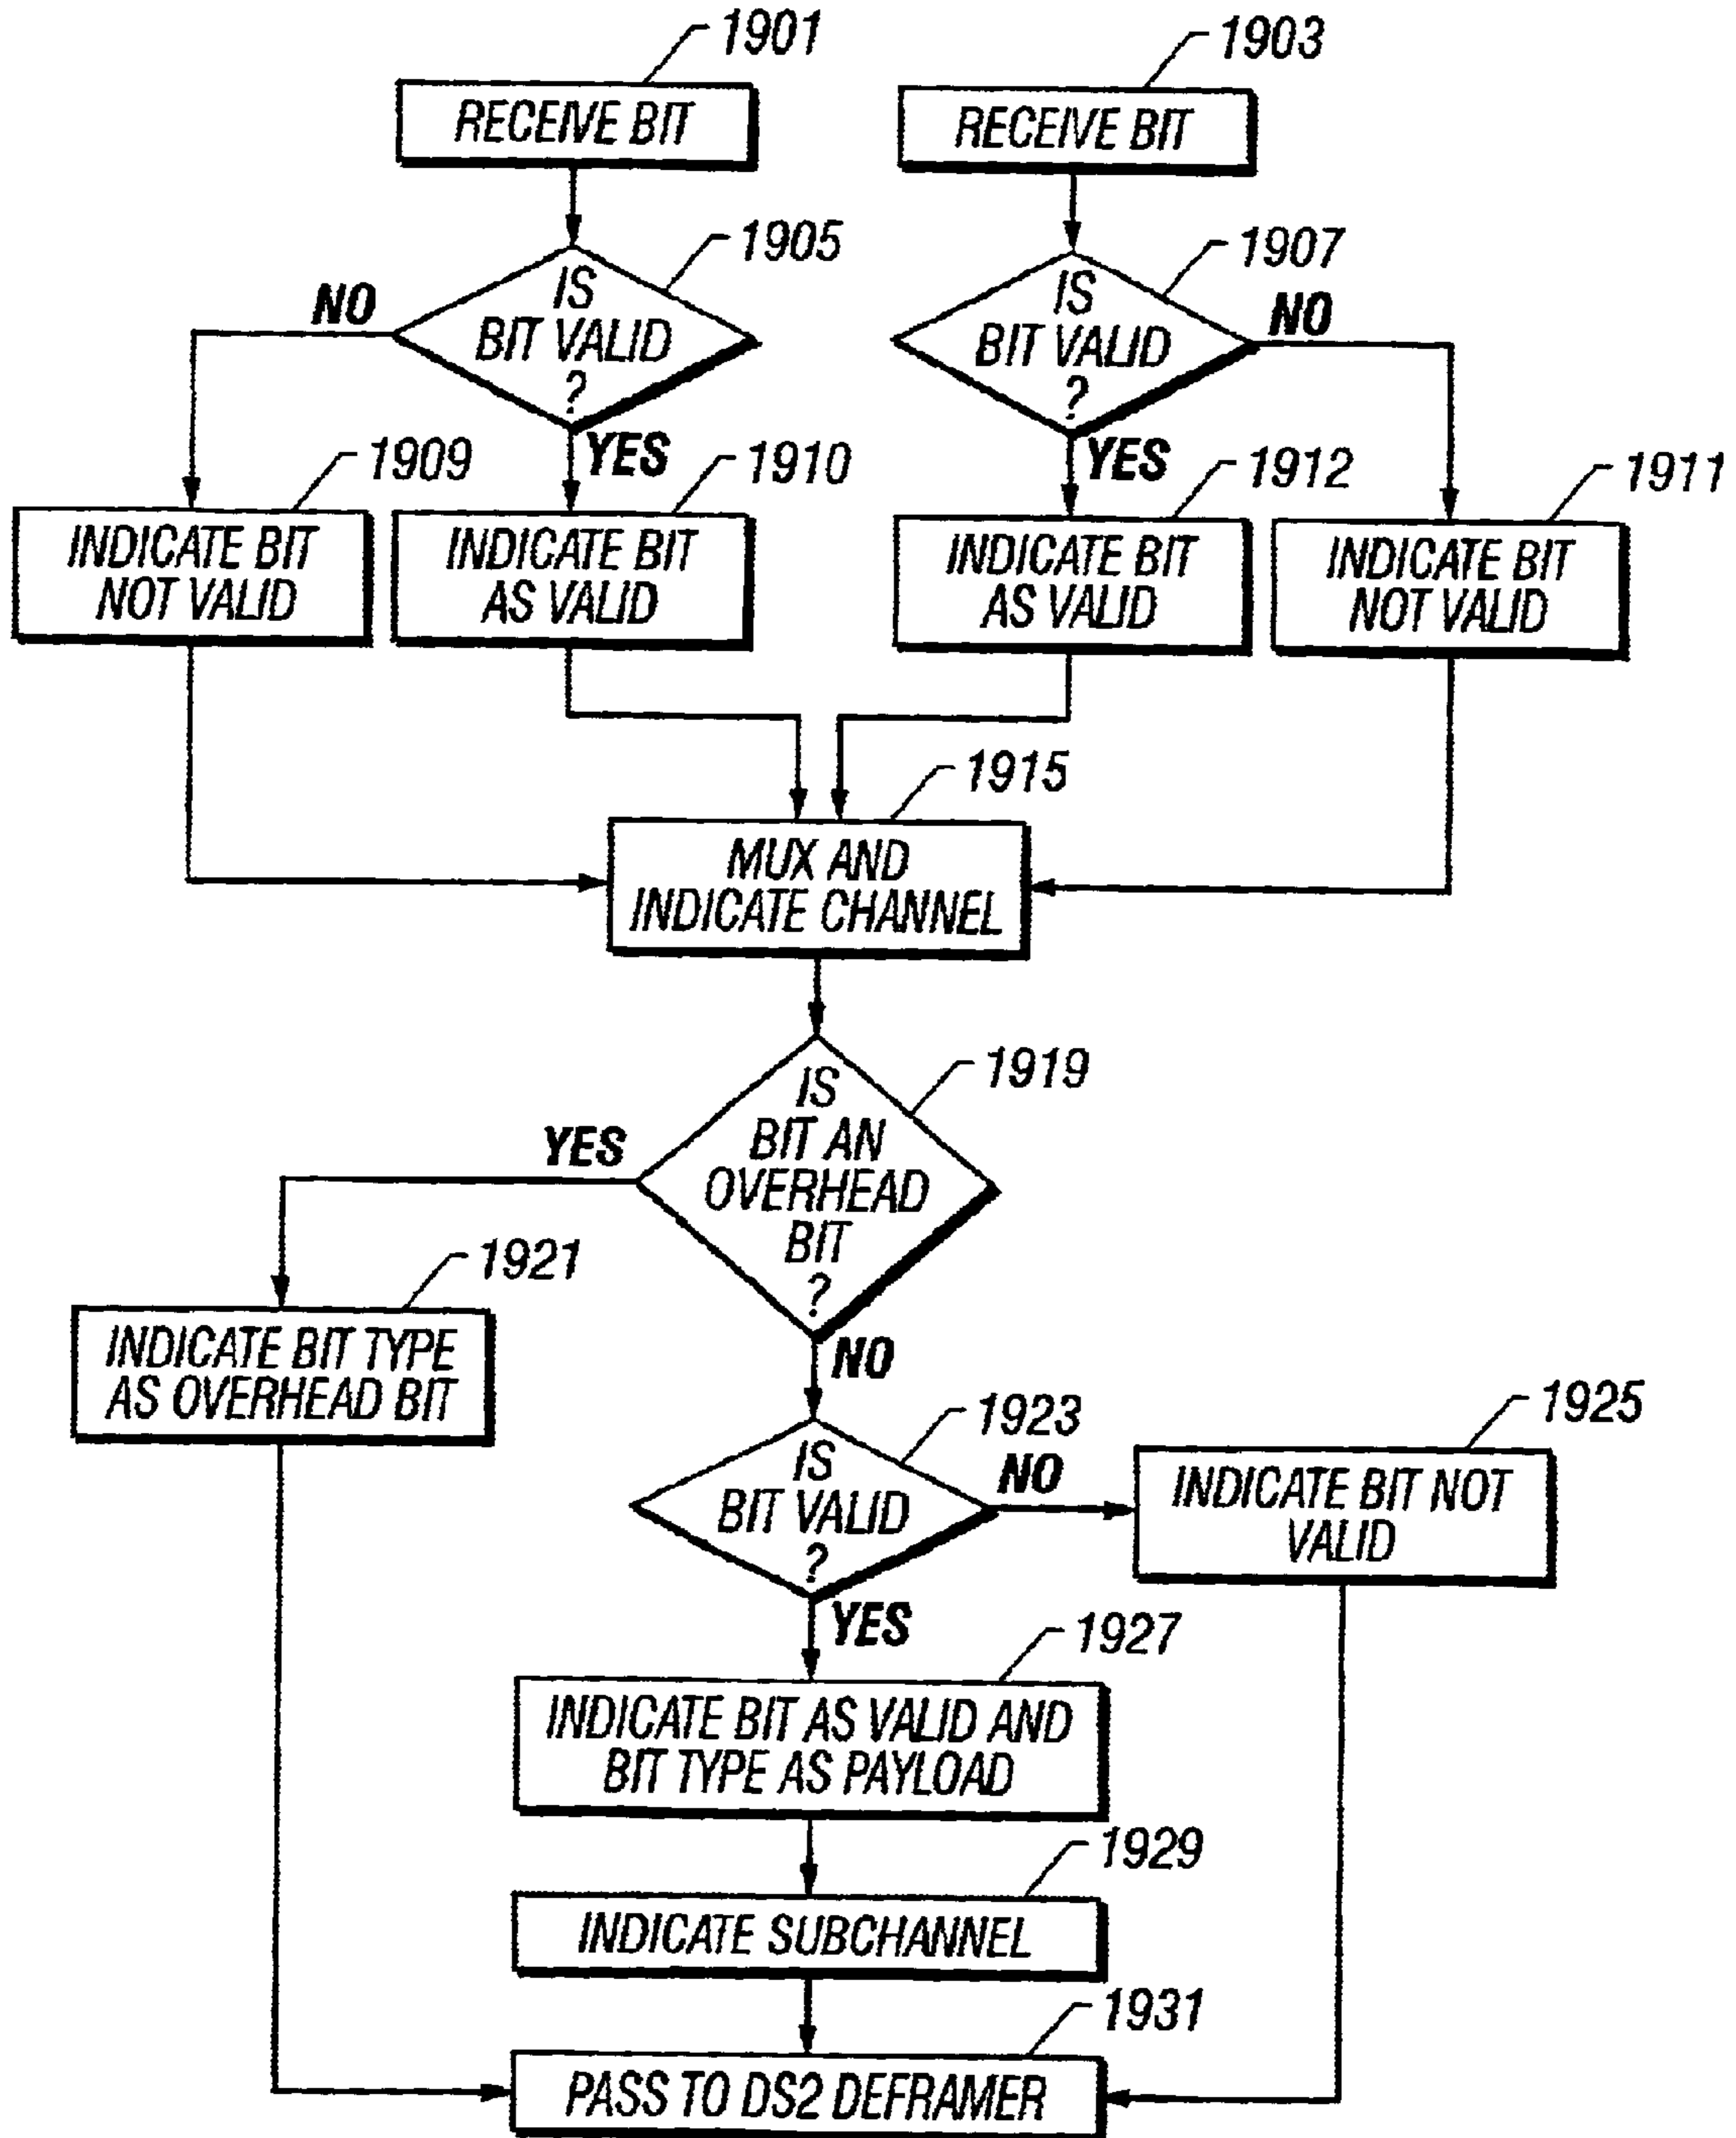 1901
1903
RECEIVE BIT
RECEIVE BIT
1905
1907
IS
BIT VALID
?
IS
BIT VALID
?
NO
NO
YES
YES
1909
1910
1912
1911
INDICATE BIT
NOT VALID
INDICATE BIT
AS VALID
INDICATE BIT
AS VALID
INDICATE BIT
NOT VALID
1915
MUX AND
INDICATE CHANNEL
1919
IS
BIT AN
OVERHEAD
BIT
?
YES
NO
1921
INDICATE BIT TYPE
AS OVERHEAD BIT
1923
IS
BIT VALID
?
NO
1925
INDICATE BIT NOT
VALID
YES
1927
INDICATE BIT AS VALID AND
BIT TYPE AS PAYLOAD
1929
INDICATE SUBCHANNEL
1931
PASS TO DS2 DEFRAMER